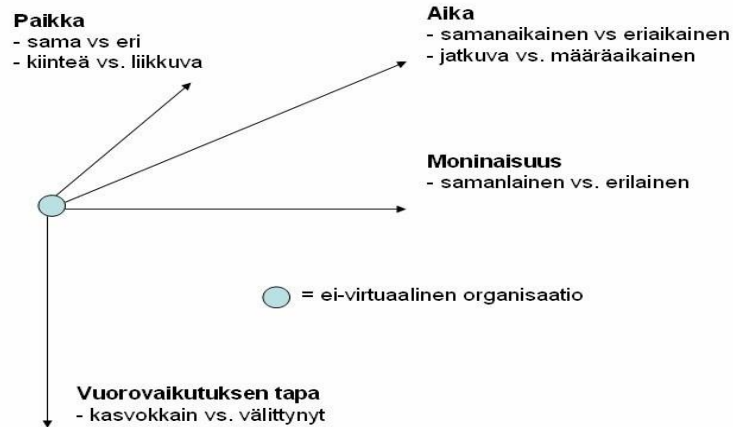 Paikka
- sama vs eri
- kiinteä vs. liikkuva
Aika
- samanaikainen vs eriaikainen
- jatkuva vs. määräaikainen
Moninaisuus
- samanlainen vs. erilainen
= ei-virtuaalinen organisaatio
Vuorovaikutuksen tapa
- kasvokkain vs. välittynyt